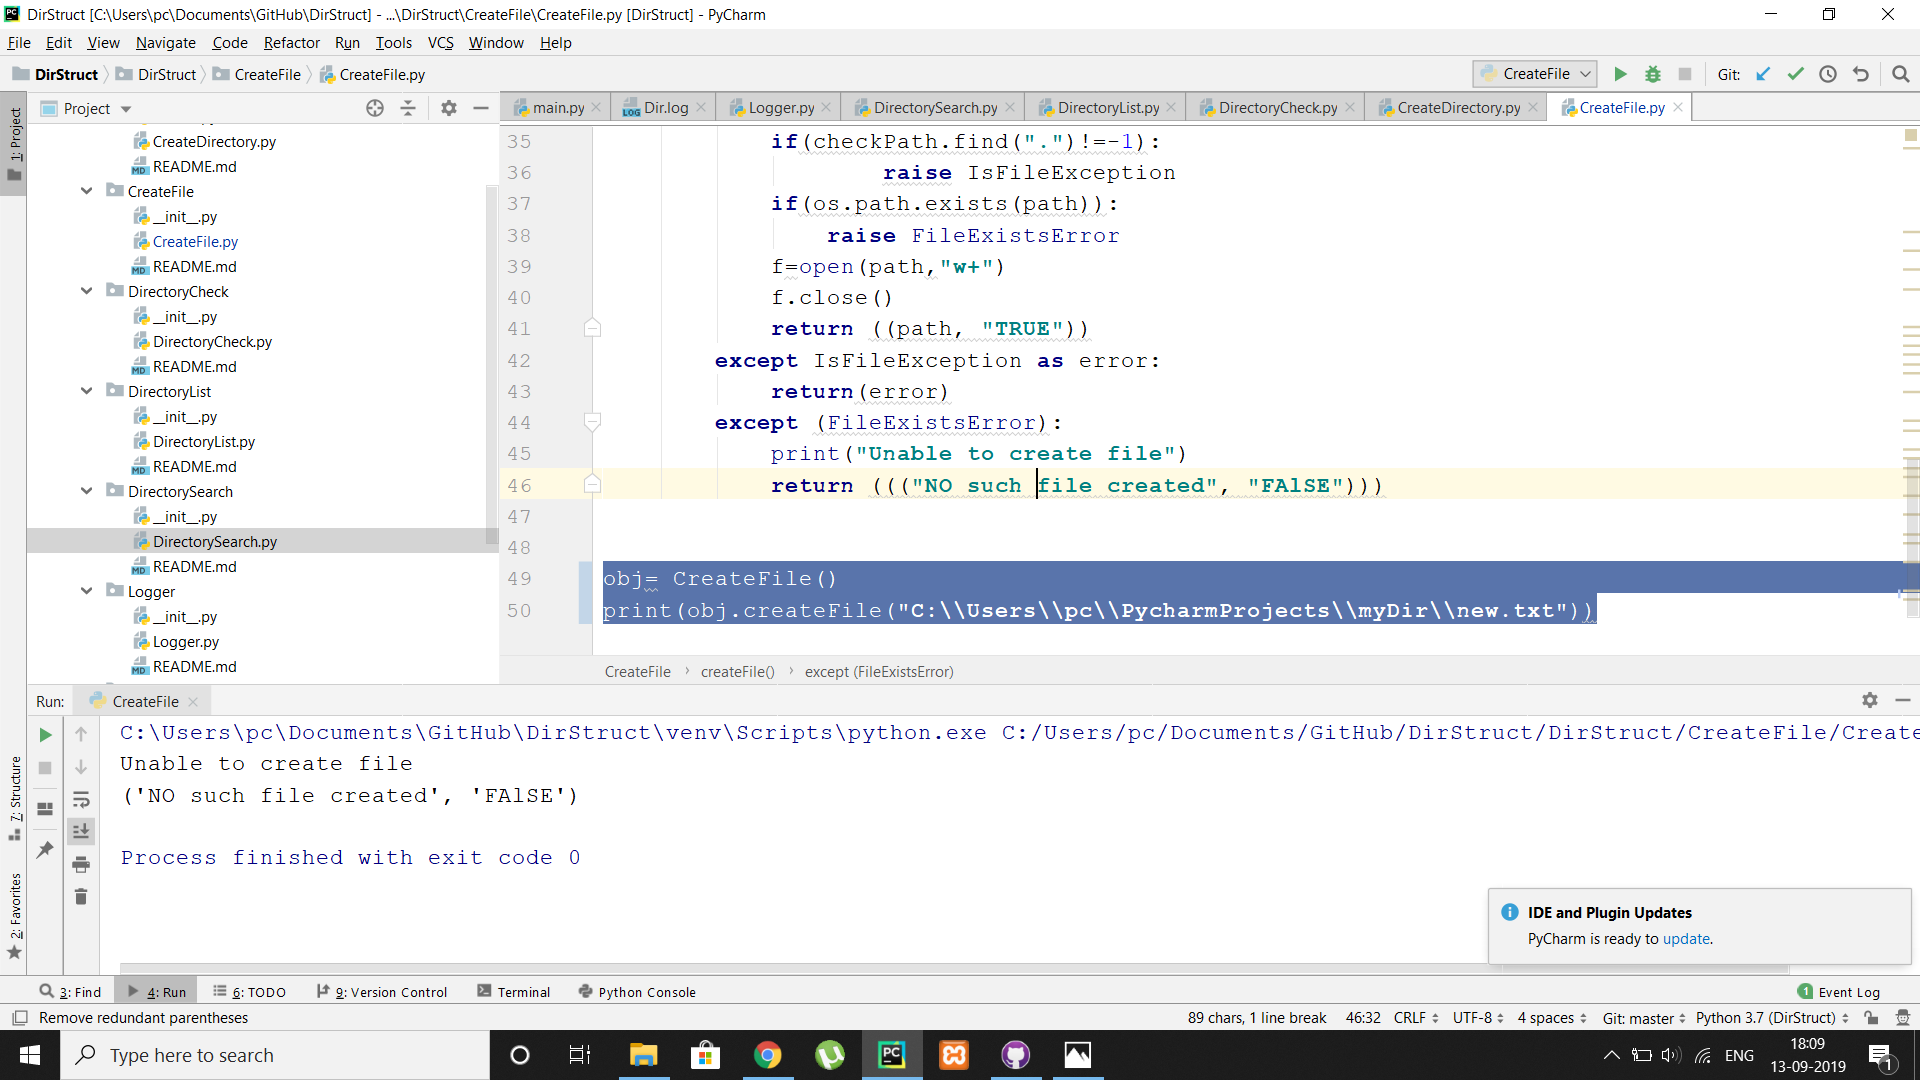 DirStruct [C:\Users\pc\Documents\GitHub\DirStruct] - ...\DirStruct\CreateFile\CreateFile.py [DirStruct] - PyCharm
File Edit View Navigate Code Refactor Run Tools VCS Window Help
DirStruct DirStruct CreateFile CreateFile.py
CreateFile Git:
1: Project
Project
main.py Dir.log Logger.py DirectorySearch.py DirectoryList.py DirectoryCheck.py CreateDirectory.py CreateFile.py
CreateDirectory.py
README.md
CreateFile
__init__.py
CreateFile.py
README.md
DirectoryCheck
__init__.py
DirectoryCheck.py
README.md
DirectoryList
__init__.py
DirectoryList.py
README.md
DirectorySearch
__init__.py
DirectorySearch.py
README.md
Logger
__init__.py
Logger.py
README.md
35 if(checkPath.find(".")!=-1):
36 raise IsFileException
37 if(os.path.exists(path)):
38 raise FileExistsError
39 f=open(path,"w+")
40 f.close()
41 return ((path, "TRUE"))
42 except IsFileException as error:
43 return(error)
44 except (FileExistsError):
45 print("Unable to create file")
46 return ((("NO such file created", "FAlSE")))
47
48
49 obj= CreateFile()
50 print(obj.createFile("C:\\Users\\pc\\PycharmProjects\\myDir\\new.txt"))
CreateFile createFile() except (FileExistsError)
Run: CreateFile
C:\Users\pc\Documents\GitHub\DirStruct\venv\Scripts\python.exe C:/Users/pc/Documents/GitHub/DirStruct/DirStruct/CreateFile/Create
Unable to create file
('NO such file created', 'FAlSE')
Process finished with exit code 0
7: Structure
2: Favorites
IDE and Plugin Updates
PyCharm is ready to update.
3: Find 4: Run 6: TODO 9: Version Control Terminal Python Console 1 Event Log
Remove redundant parentheses 89 chars, 1 line break 46:32 CRLF UTF-8 4 spaces Git: master Python 3.7 (DirStruct)
Type here to search
ENG
18:09
13-09-2019
1